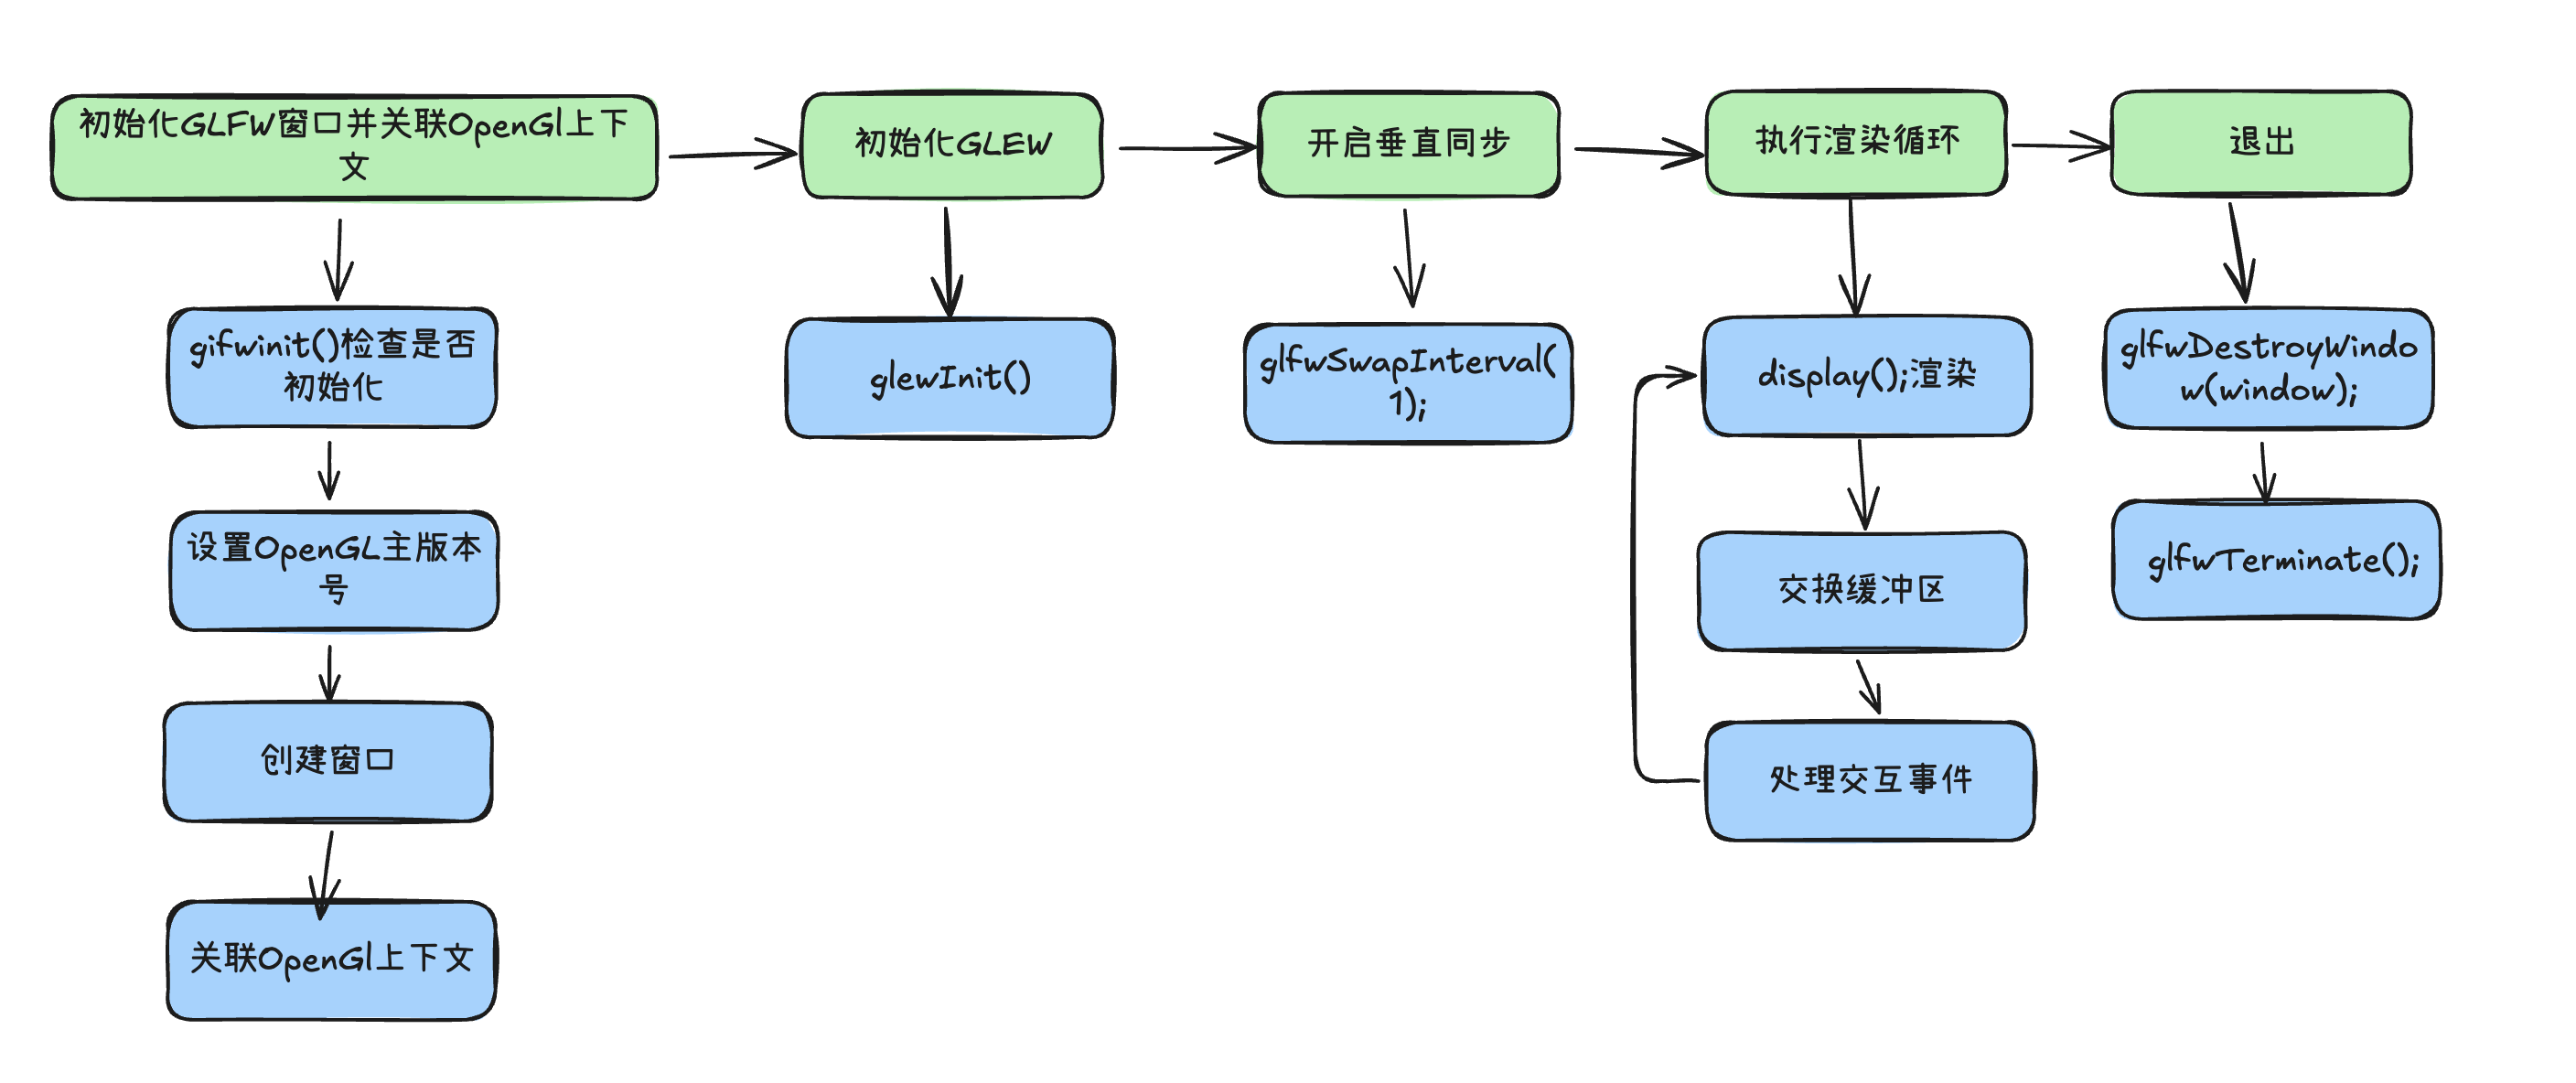 初始化GLFW窗口并关联OpenGl上下
文
初始化GLEW
开启垂直同步
执行渲染循环
退出
gifwinit()检查是否
初始化
设置OpenGL主版本
号
创建窗口
关联OpenGl上下文
glewInit()
glfwSwapInterval(
1);
display();渲染
交换缓冲区
处理交互事件
glfwDestroyWindo
w(window);
glfwTerminate();